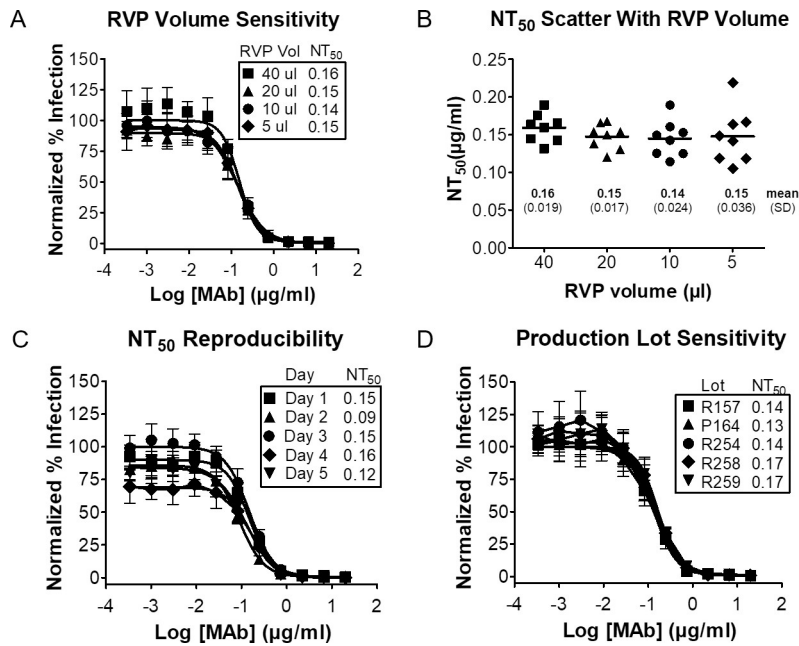 A
RVP Volume Sensitivity
Normalized % Infection
150
125
100
75
50
25
0
-4 -3 -2 -1 0 1 2
Log [MAb] (µg/ml)
RVP Vol NT50
40 ul 0.16
20 ul 0.15
10 ul 0.14
5 ul 0.15
B
NT50 Scatter With RVP Volume
NT50(µg/ml)
0.25
0.20
0.15
0.10
0.05
0.00
0.16 0.15 0.14 0.15 mean
(0.019) (0.017) (0.024) (0.036) (SD)
40 20 10 5
RVP volume (µl)
C
NT50 Reproducibility
Normalized % Infection
150
125
100
75
50
25
0
-4 -3 -2 -1 0 1 2
Log [MAb] (µg/ml)
Day NT50
Day 1 0.15
Day 2 0.09
Day 3 0.15
Day 4 0.16
Day 5 0.12
D
Production Lot Sensitivity
Normalized % Infection
150
125
100
75
50
25
0
-4 -3 -2 -1 0 1 2
Log [MAb] (µg/ml)
Lot NT50
R157 0.14
P164 0.13
R254 0.14
R258 0.17
R259 0.17